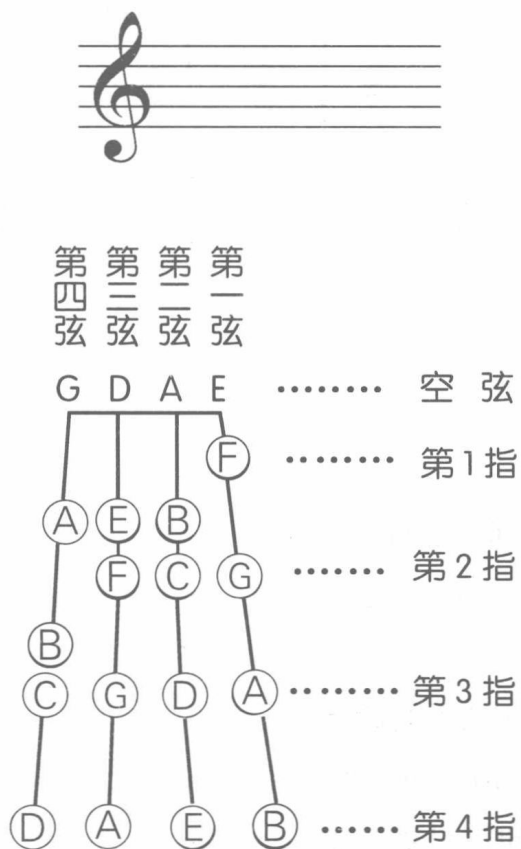 第四弦 第三弦 第二弦 第一弦
G D A E ········ 空 弦
F ········ 第1指
A E B
F C G ······· 第2指
B
C G D A ········ 第3指
D A E B ······ 第4指